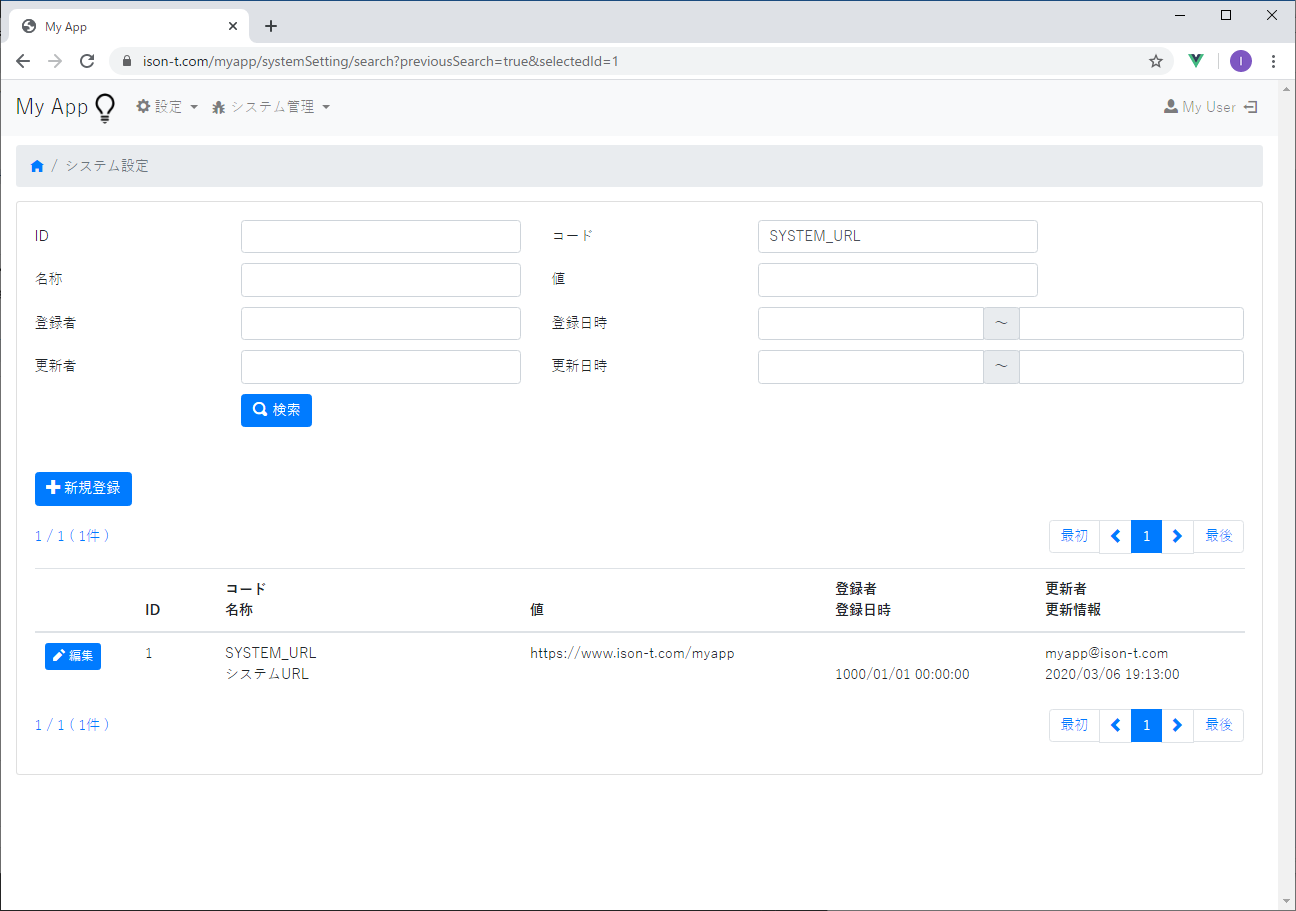 My App
ison-t.com/myapp/systemSetting/search?previousSearch=true&selectedId=1
I
My App 設定 システム管理 My User
/ システム設定
ID コード SYSTEM_URL
名称 値
登録者 登録日時 ～
更新者 更新日時 ～
検索
新規登録
1 / 1 ( 1件 ) 最初 1 最後
コード 登録者 更新者
ID 名称 値 登録日時 更新情報
編集 1 SYSTEM_URL https://www.ison-t.com/myapp myapp@ison-t.com
システムURL 1000/01/01 00:00:00 2020/03/06 19:13:00
1 / 1 ( 1件 ) 最初 1 最後